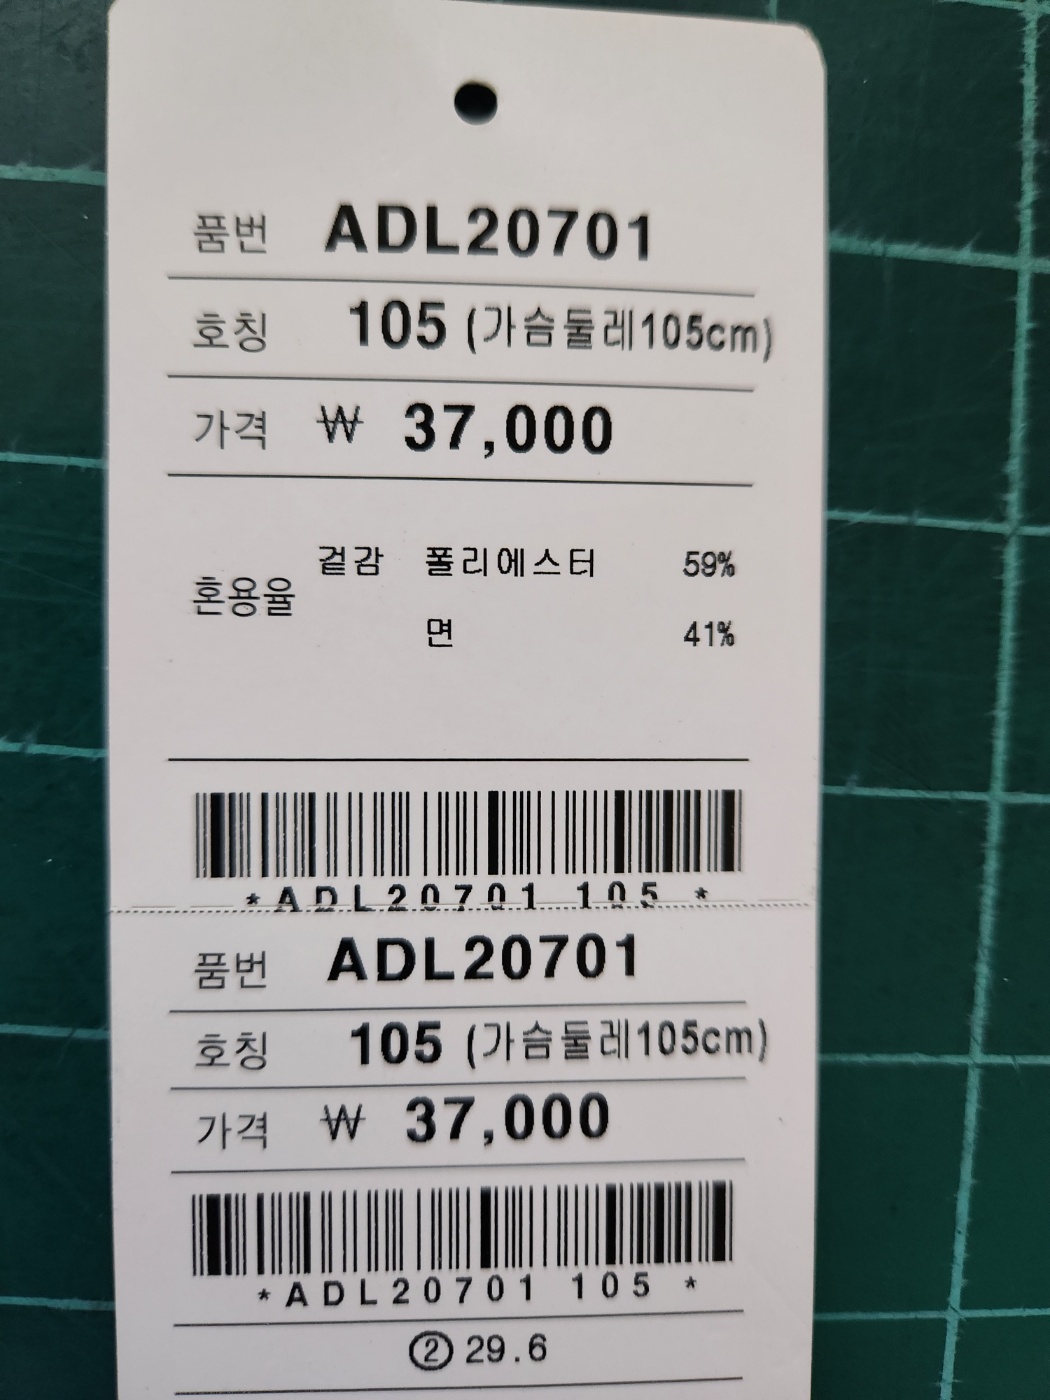 품번 ADL20701
호칭 105 (가슴둘레105cm)
가격 ₩ 37,000
혼용율 겉감 폴리에스터 59%
면 41%
*ADL20701 105 *
품번 ADL20701
호칭 105 (가슴둘레105cm)
가격 ₩ 37,000
*ADL20701 105 *
② 29.6